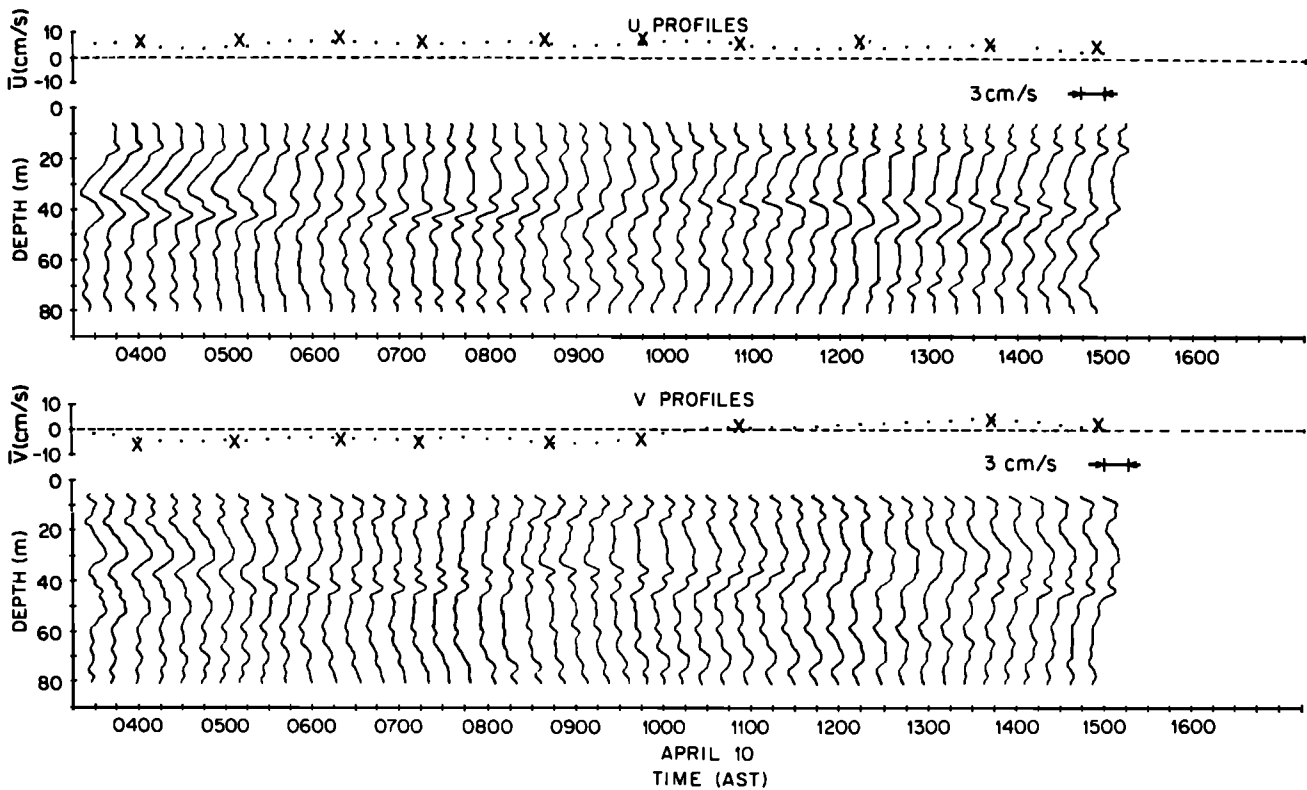 U PROFILES
Ū(cm/s)
10
0
-10
3 cm/s
DEPTH (m)
0
20
40
60
80
0400 0500 0600 0700 0800 0900 1000 1100 1200 1300 1400 1500 1600
V PROFILES
V̄(cm/s)
10
0
-10
3 cm/s
DEPTH (m)
0
20
40
60
80
0400 0500 0600 0700 0800 0900 1000 1100 1200 1300 1400 1500 1600
APRIL 10
TIME (AST)